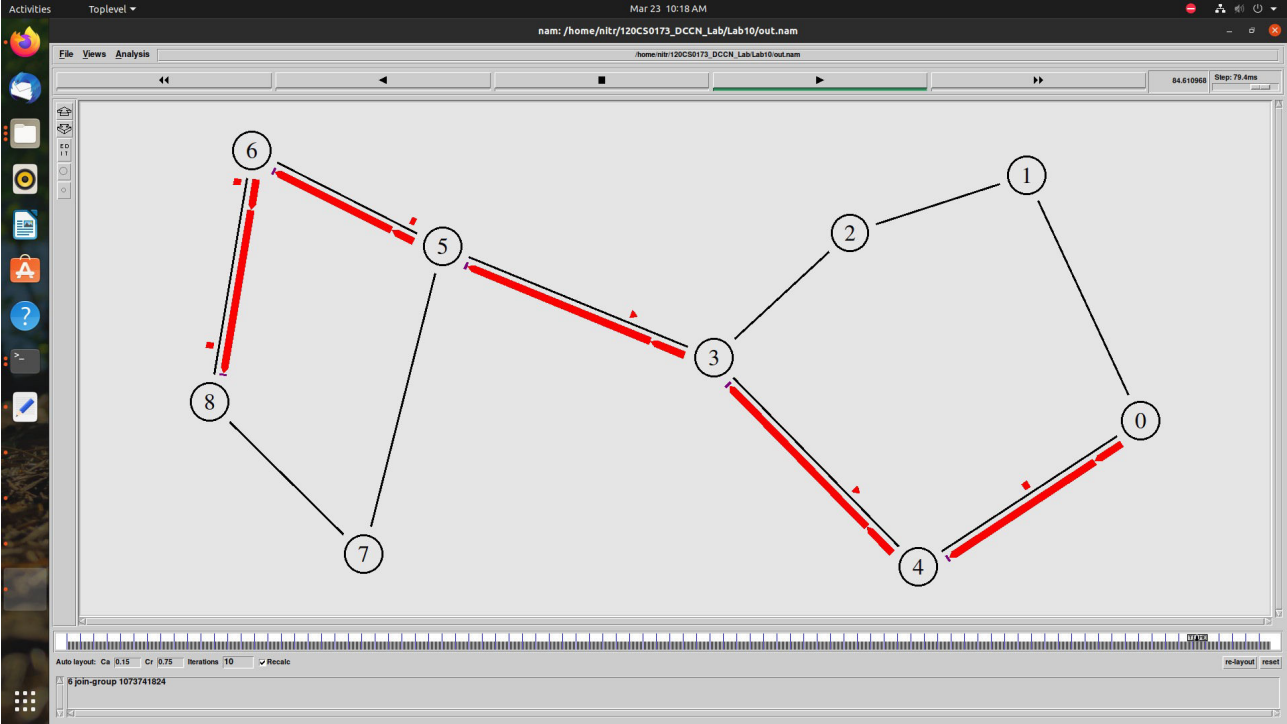 Activities Toplevel Mar 23 10:18 AM
nam: /home/nitr/120CS0173_DCCN_Lab/Lab10/out.nam
File Views Analysis /home/nitr/120CS0173_DCCN_Lab/Lab10/out.nam
84.610968 Step: 79.4ms
ED
IT
6
1
2
5
3
8
0
7
4
Auto layout: Ca 0.15 Cr 0.75 Iterations 10 Recalc re-layout reset
6 join-group 1073741824